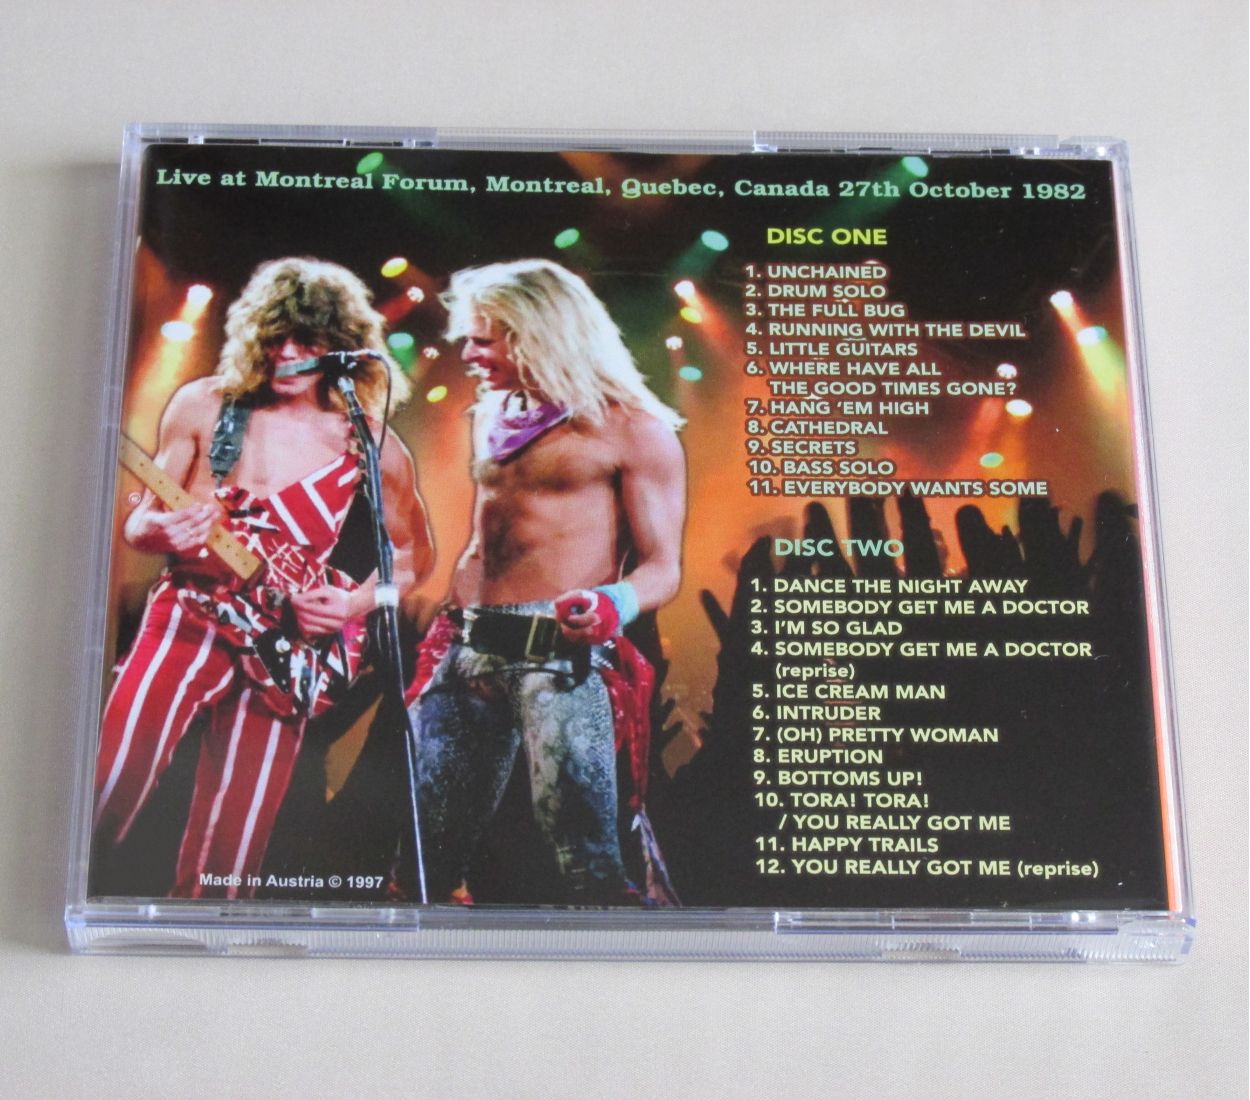 Live at Montreal Forum, Montreal, Quebec, Canada 27th October 1982
DISC ONE
1. UNCHAINED
2. DRUM SOLO
3. THE FULL BUG
4. RUNNING WITH THE DEVIL
5. LITTLE GUITARS
6. WHERE HAVE ALL
THE GOOD TIMES GONE?
7. HANG 'EM HIGH
8. CATHEDRAL
9. SECRETS
10. BASS SOLO
11. EVERYBODY WANTS SOME
DISC TWO
1. DANCE THE NIGHT AWAY
2. SOMEBODY GET ME A DOCTOR
3. I'M SO GLAD
4. SOMEBODY GET ME A DOCTOR
(reprise)
5. ICE CREAM MAN
6. INTRUDER
7. (OH) PRETTY WOMAN
8. ERUPTION
9. BOTTOMS UP!
10. TORA! TORA!
/ YOU REALLY GOT ME
11. HAPPY TRAILS
12. YOU REALLY GOT ME (reprise)
Made in Austria © 1997